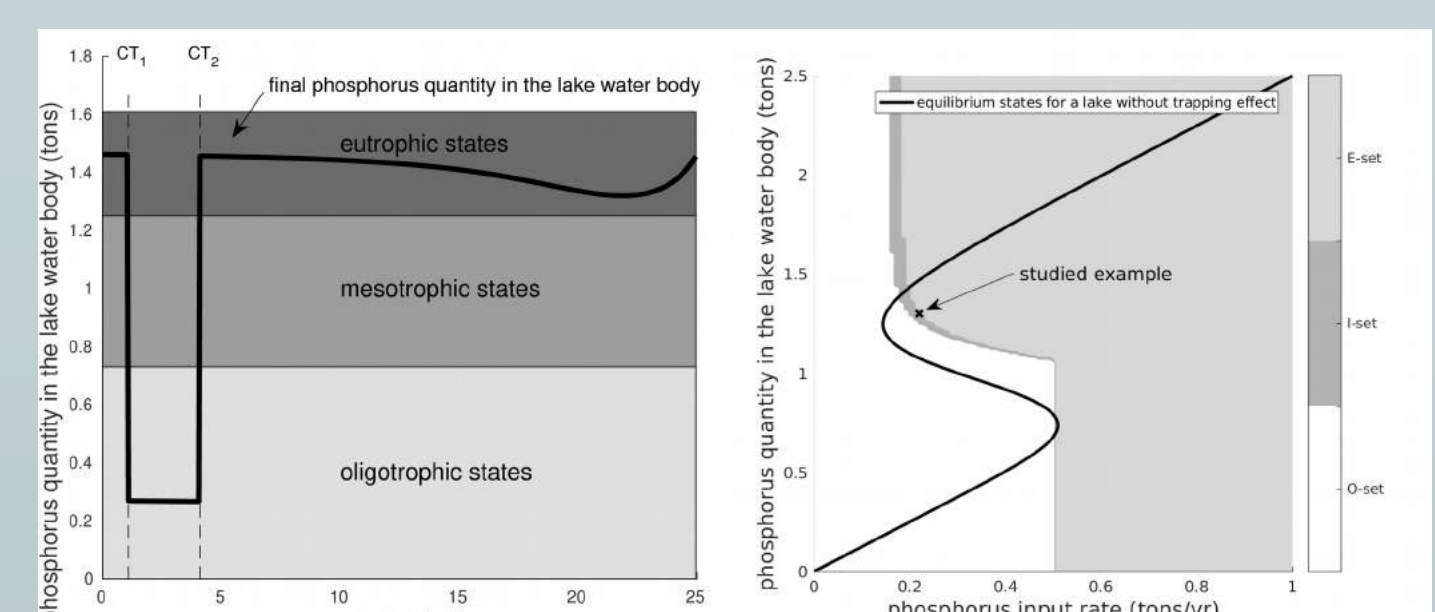 CT1 CT2
1.8
final phosphorus quantity in the lake water body
1.6
eutrophic states
1.4
1.2
mesotrophic states
1
0.8
0.6
oligotrophic states
0.4
0.2
0
0 5 10 15 20 25
phosphorus quantity in the lake water body (tons)
2.5
equilibrium states for a lake without trapping effect
2
1.5
studied example
1
0.5
0
0 0.2 0.4 0.6 0.8 1
phosphorus quantity in the lake water body (tons)
phosphorus input rate (tons/yr)
E-set
I-set
O-set